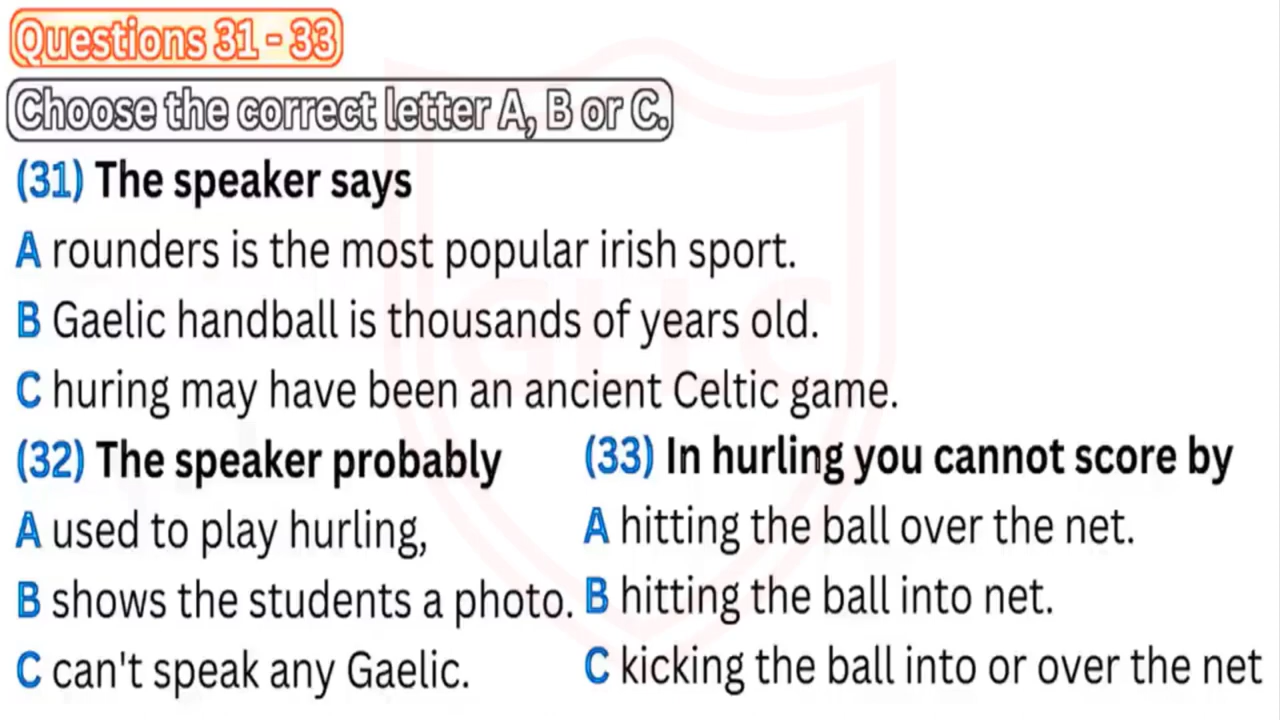 Questions 31 - 33
Choose the correct letter A, B or C.
(31) The speaker says
A rounders is the most popular irish sport.
B Gaelic handball is thousands of years old.
C huring may have been an ancient Celtic game.
(32) The speaker probably
A used to play hurling,
B shows the students a photo.
C can't speak any Gaelic.
(33) In hurling you cannot score by
A hitting the ball over the net.
B hitting the ball into net.
C kicking the ball into or over the net